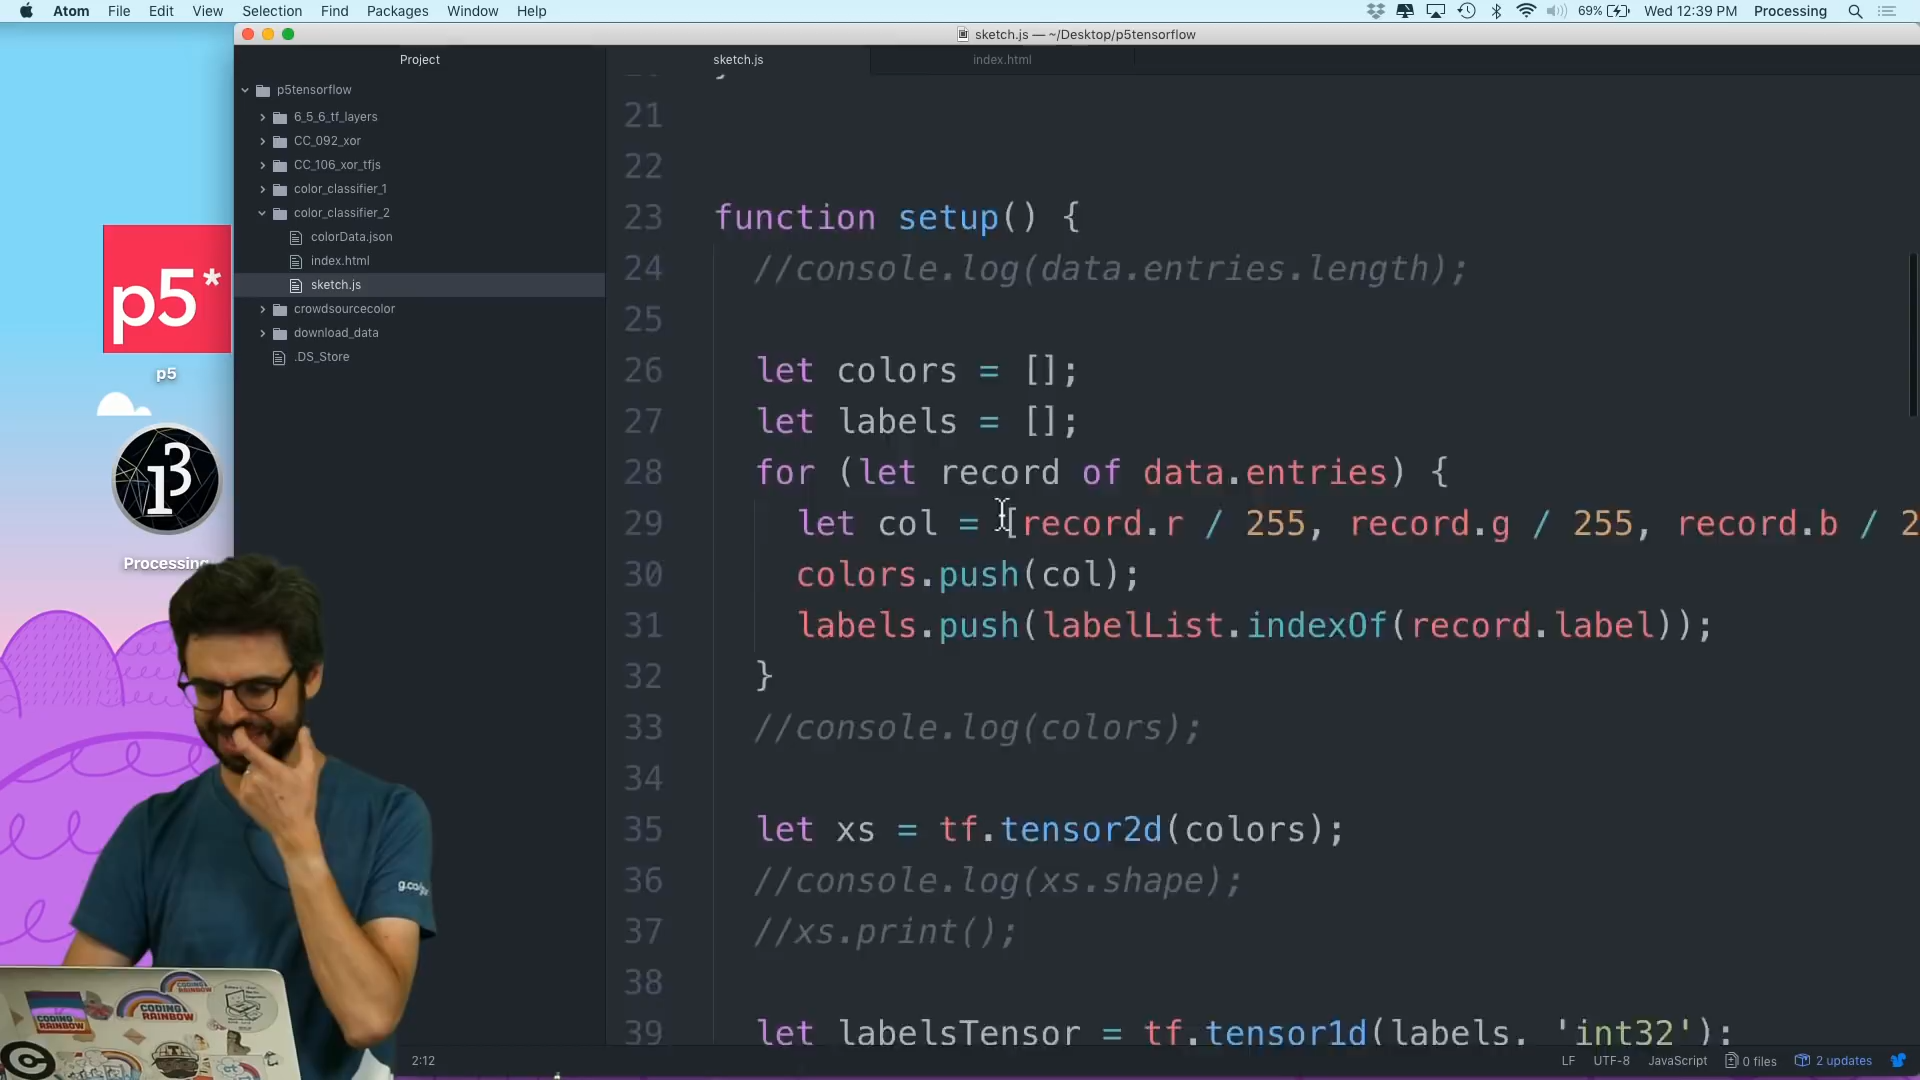 Atom File Edit View Selection Find Packages Window Help 69% Wed 12:39 PM Processing
sketch.js — ~/Desktop/p5tensorflow
Project
sketch.js
index.html
p5tensorflow
6_5_6_tf_layers
CC_092_xor
CC_106_xor_tfjs
color_classifier_1
color_classifier_2
colorData.json
index.html
sketch.js
crowdsourcecolor
download_data
.DS_Store
p5*
p5
Processing
21
22
23 function setup() {
24 //console.log(data.entries.length);
25
26 let colors = [];
27 let labels = [];
28 for (let record of data.entries) {
29 let col = [record.r / 255, record.g / 255, record.b / 2
30 colors.push(col);
31 labels.push(labelList.indexOf(record.label));
32 }
33 //console.log(colors);
34
35 let xs = tf.tensor2d(colors);
36 //console.log(xs.shape);
37 //xs.print();
38
39 let labelsTensor = tf.tensor1d(labels, 'int32');
CODING
RAINBOW
CODING
RAINBOW
2:12
LF UTF-8 JavaScript 0 files 2 updates